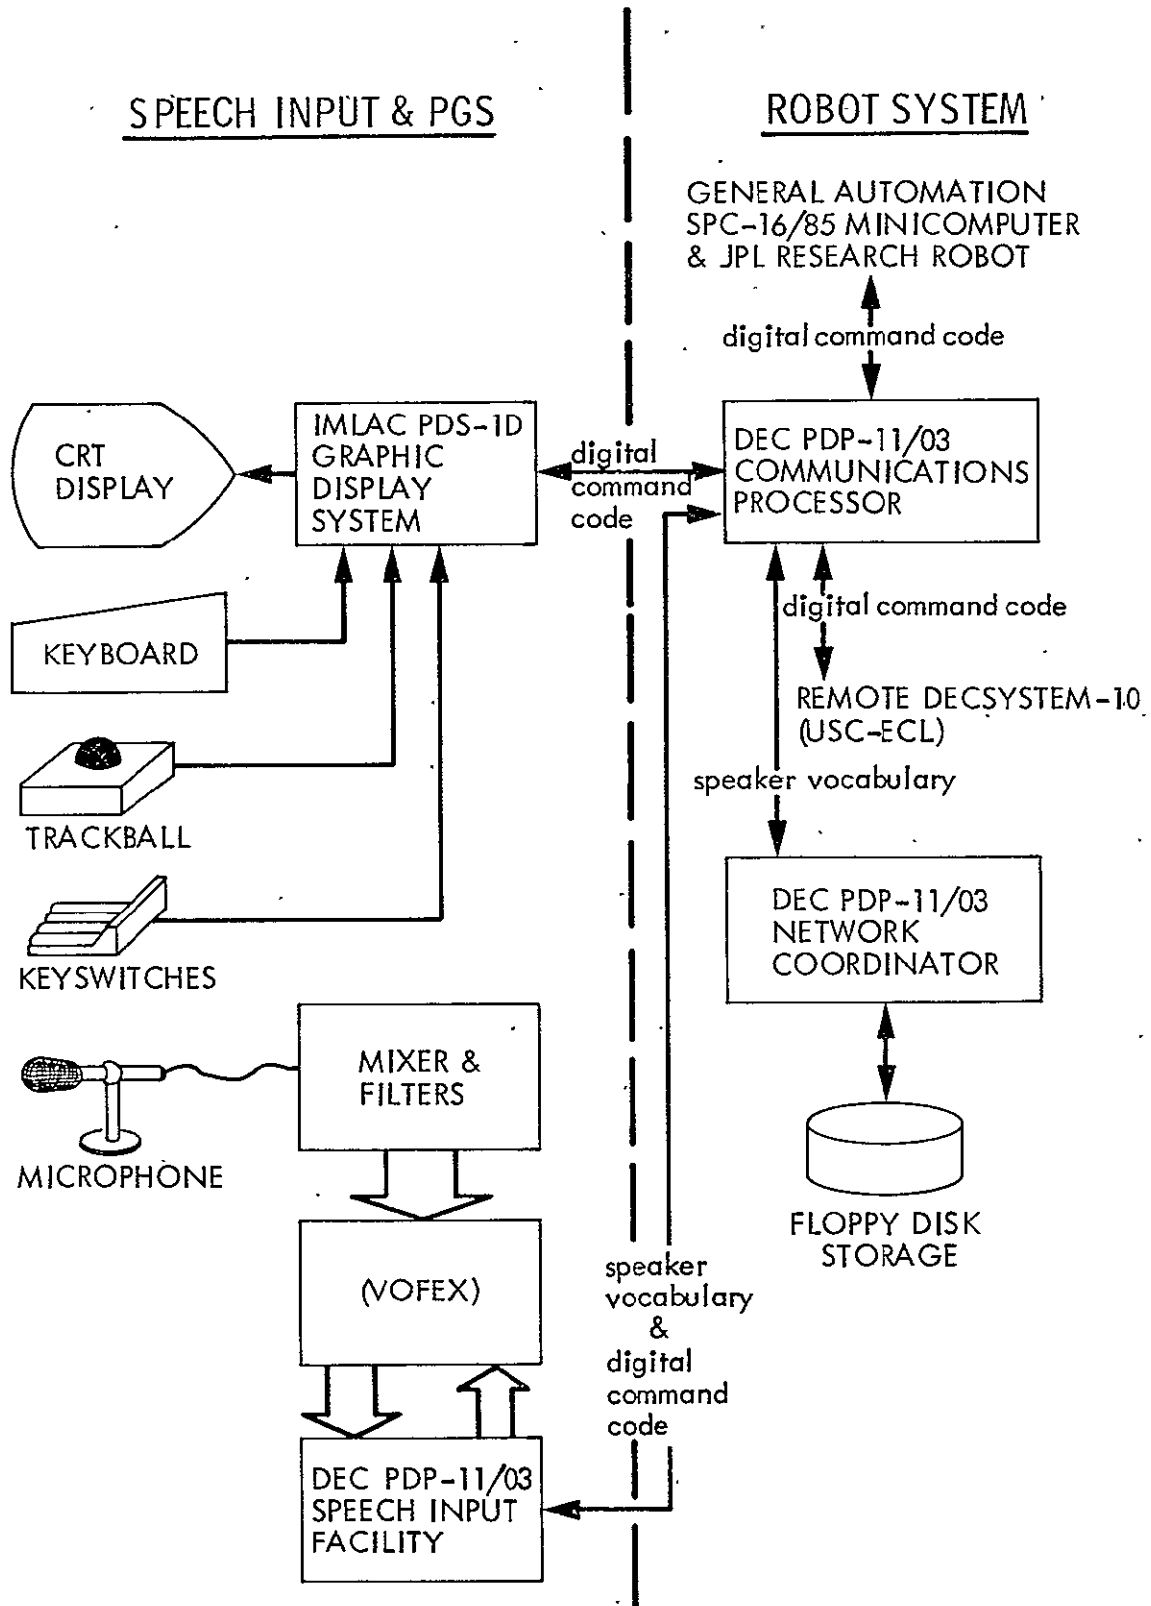 SPEECH INPUT & PGS
ROBOT SYSTEM
GENERAL AUTOMATION
SPC-16/85 MINICOMPUTER
& JPL RESEARCH ROBOT
digital command code
CRT
DISPLAY
IMLAC PDS-1D
GRAPHIC
DISPLAY
SYSTEM
digital
command
code
DEC PDP-11/03
COMMUNICATIONS
PROCESSOR
KEYBOARD
digital command code
REMOTE DECSYSTEM-10
(USC-ECL)
speaker vocabulary
TRACKBALL
KEYSWITCHES
DEC PDP-11/03
NETWORK
COORDINATOR
MICROPHONE
MIXER &
FILTERS
FLOPPY DISK
STORAGE
(VOFEX)
speaker
vocabulary
&
digital
command
code
DEC PDP-11/03
SPEECH INPUT
FACILITY